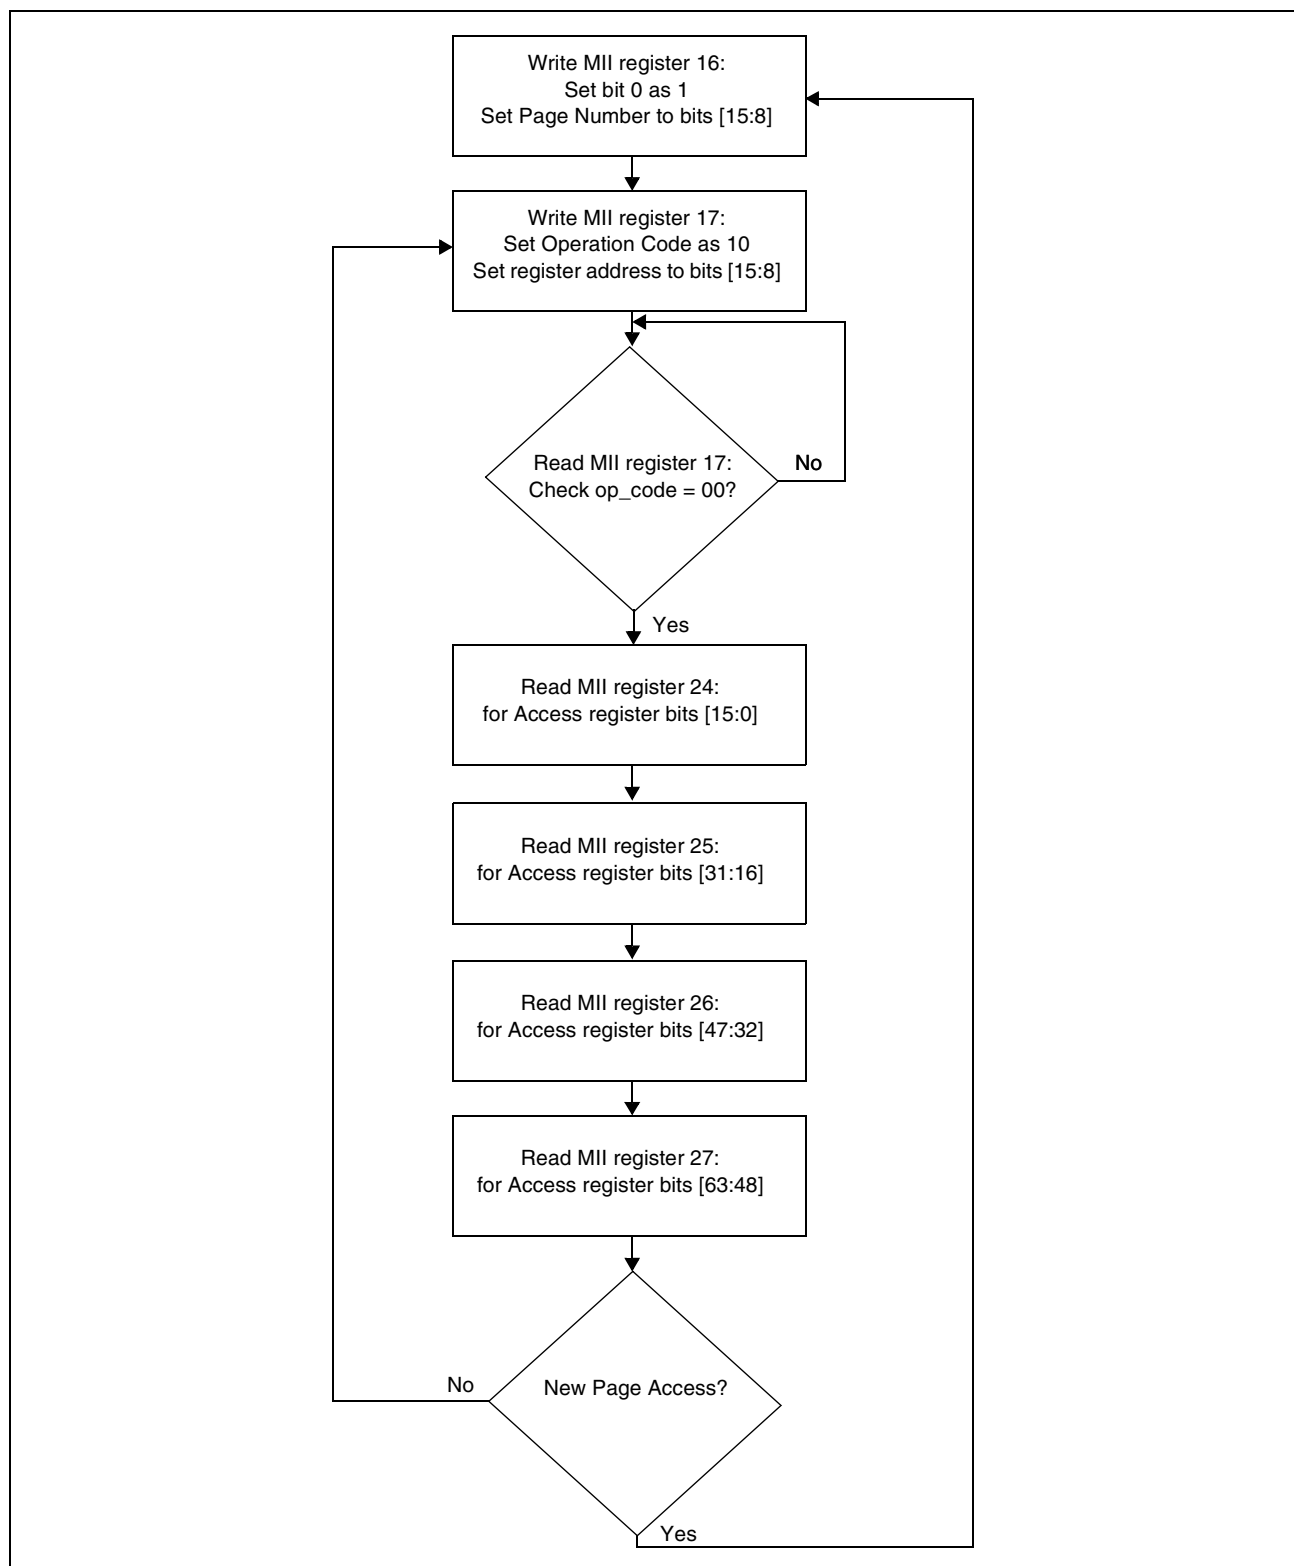 Write MII register 16:
Set bit 0 as 1
Set Page Number to bits [15:8]
Write MII register 17:
Set Operation Code as 10
Set register address to bits [15:8]
Read MII register 17:
Check op_code = 00?
No
Yes
Read MII register 24:
for Access register bits [15:0]
Read MII register 25:
for Access register bits [31:16]
Read MII register 26:
for Access register bits [47:32]
Read MII register 27:
for Access register bits [63:48]
No
New Page Access?
Yes